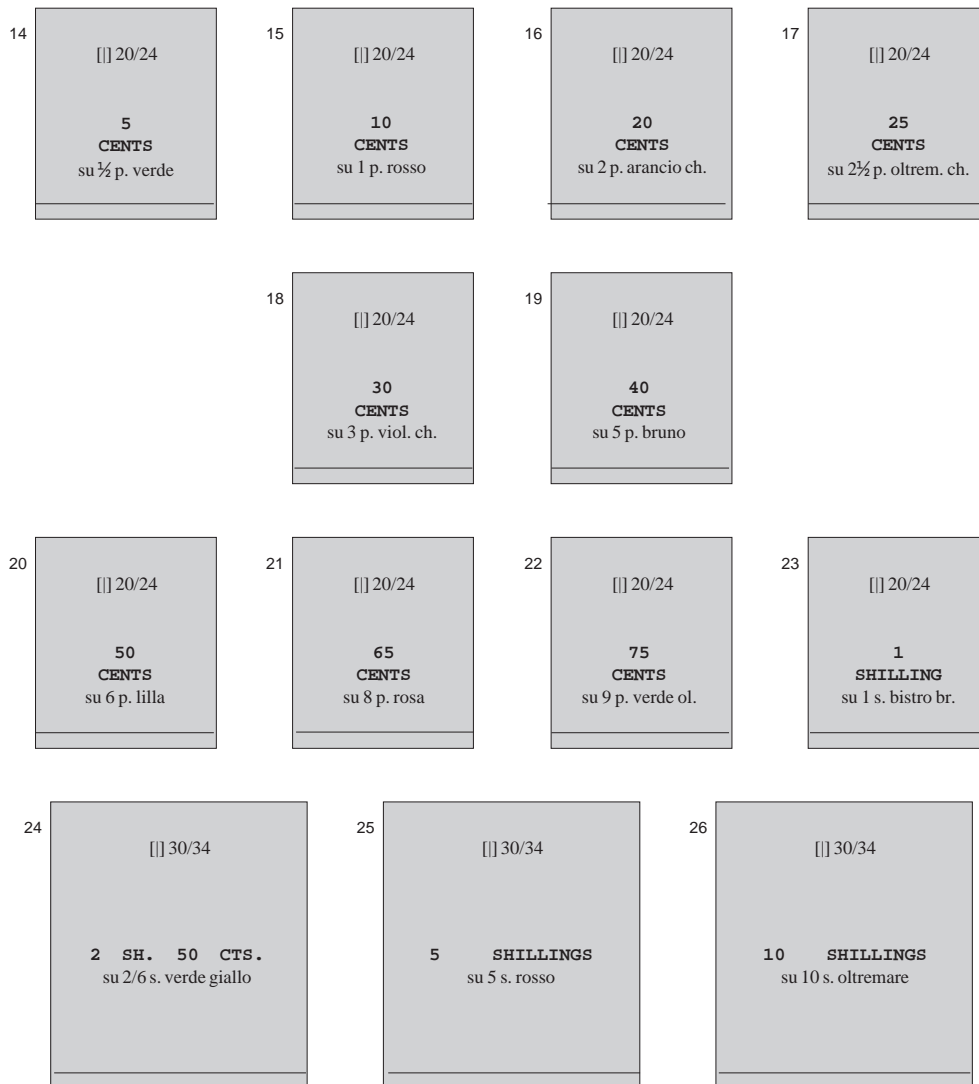 14
[|] 20/24
5
CENTS
su ½ p. verde
15
[|] 20/24
10
CENTS
su 1 p. rosso
16
[|] 20/24
20
CENTS
su 2 p. arancio ch.
17
[|] 20/24
25
CENTS
su 2½ p. oltrem. ch.
18
[|] 20/24
30
CENTS
su 3 p. viol. ch.
19
[|] 20/24
40
CENTS
su 5 p. bruno
20
[|] 20/24
50
CENTS
su 6 p. lilla
21
[|] 20/24
65
CENTS
su 8 p. rosa
22
[|] 20/24
75
CENTS
su 9 p. verde ol.
23
[|] 20/24
1
SHILLING
su 1 s. bistro br.
24
[|] 30/34
2 SH. 50 CTS.
su 2/6 s. verde giallo
25
[|] 30/34
5 SHILLINGS
su 5 s. rosso
26
[|] 30/34
10 SHILLINGS
su 10 s. oltremare